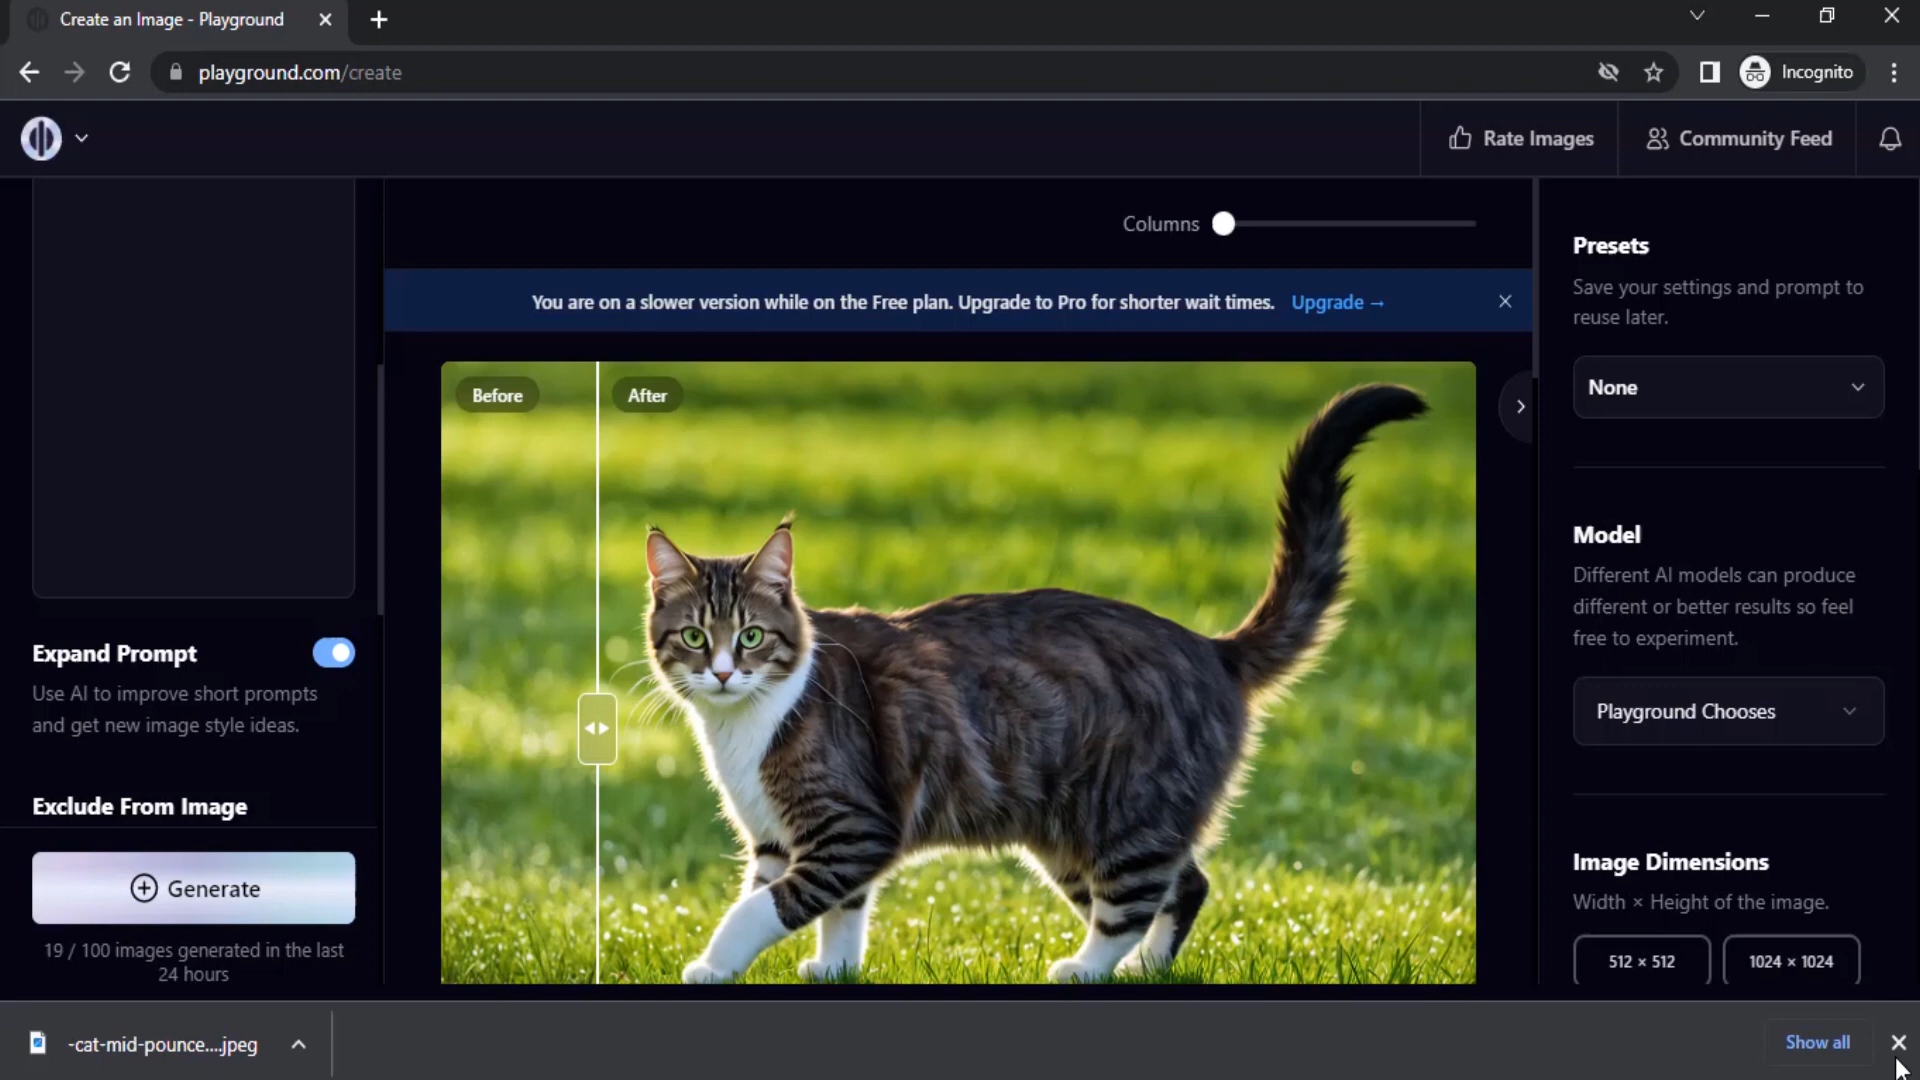 Create an Image - Playground
playground.com/create
Incognito
Rate Images
Community Feed
Columns
You are on a slower version while on the Free plan. Upgrade to Pro for shorter wait times. Upgrade →
Before
After
Expand Prompt
Use AI to improve short prompts
and get new image style ideas.
Exclude From Image
Generate
19 / 100 images generated in the last
24 hours
Presets
Save your settings and prompt to
reuse later.
None
Model
Different AI models can produce
different or better results so feel
free to experiment.
Playground Chooses
Image Dimensions
Width × Height of the image.
512 × 512
1024 × 1024
-cat-mid-pounce....jpeg
Show all